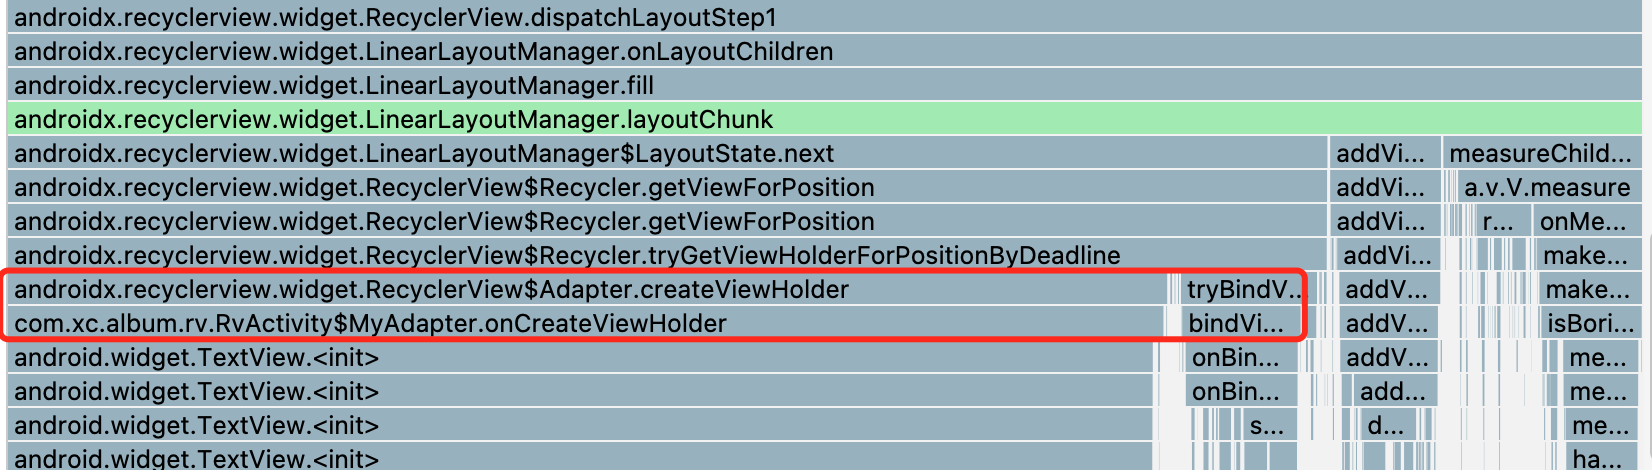 androidx.recyclerview.widget.RecyclerView.dispatchLayoutStep1
androidx.recyclerview.widget.LinearLayoutManager.onLayoutChildren
androidx.recyclerview.widget.LinearLayoutManager.fill
androidx.recyclerview.widget.LinearLayoutManager.layoutChunk
androidx.recyclerview.widget.LinearLayoutManager$LayoutState.next addVi... measureChild...
androidx.recyclerview.widget.RecyclerView$Recycler.getViewForPosition addVi... a.v.V.measure
androidx.recyclerview.widget.RecyclerView$Recycler.getViewForPosition addVi... r... onMe...
androidx.recyclerview.widget.RecyclerView$Recycler.tryGetViewHolderForPositionByDeadline addVi... make...
androidx.recyclerview.widget.RecyclerView$Adapter.createViewHolder tryBindV... addV... make...
com.xc.album.rv.RvActivity$MyAdapter.onCreateViewHolder bindVi... addV... isBori...
android.widget.TextView.<init> onBin... addV... me...
android.widget.TextView.<init> onBin... add... me...
android.widget.TextView.<init> s... d... me...
android.widget.TextView.<init> ha...